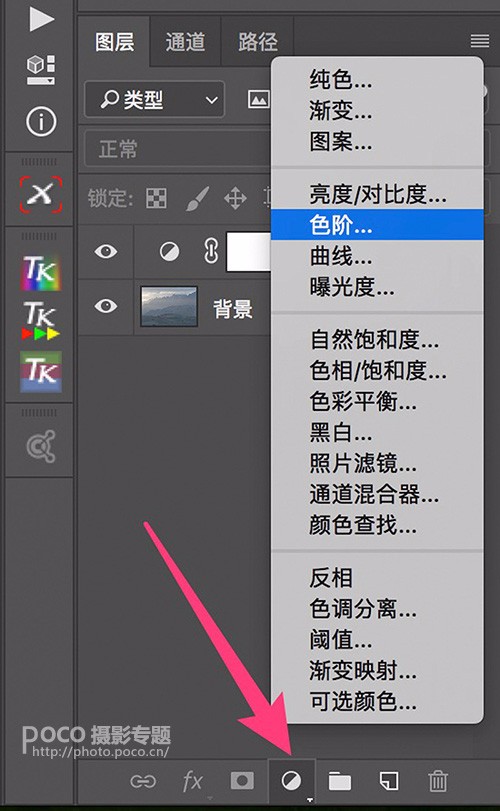 图层 通道 路径
类型
正常
锁定:
背景
纯色...
渐变...
图案...
亮度/对比度...
色阶...
曲线...
曝光度...
自然饱和度...
色相/饱和度...
色彩平衡...
黑白...
照片滤镜...
通道混合器...
颜色查找...
反相
色调分离...
阈值...
渐变映射...
可选颜色...
X
TK
TK
TK
poco 摄影专题
http://photo.poco.cn/
fx